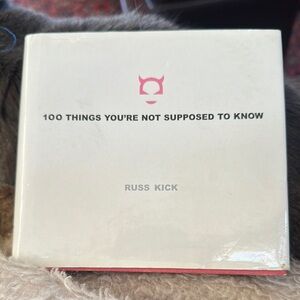 100 THINGS YOU'RE NOT SUPPOSED TO KNOW
RUSS KICK